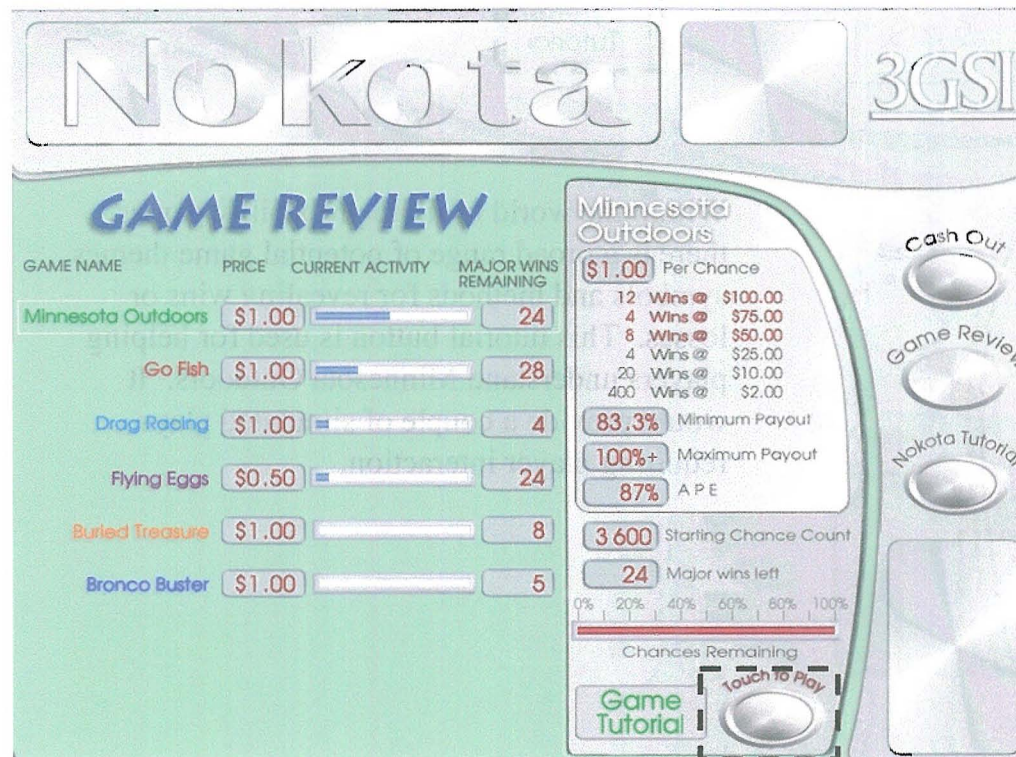 Nokota
3GSI
GAME REVIEW
GAME NAME PRICE CURRENT ACTIVITY MAJOR WINS REMAINING
Minnesota Outdoors $1.00 24
Go Fish $1.00 28
Drag Racing $1.00 4
Flying Eggs $0.50 24
Buried Treasure $1.00 8
Bronco Buster $1.00 5
Minnesota
Outdoors
$1.00 Per Chance
12 Wins @ $100.00
4 Wins @ $75.00
8 Wins @ $50.00
4 Wins @ $25.00
20 Wins @ $10.00
400 Wins @ $2.00
83.3% Minimum Payout
100%+ Maximum Payout
87% A P E
3600 Starting Chance Count
24 Major wins left
0% 20% 40% 60% 80% 100%
Chances Remaining
Game
Tutorial
Touch To Play
Cash Out
Game Review
Nokota Tutorial